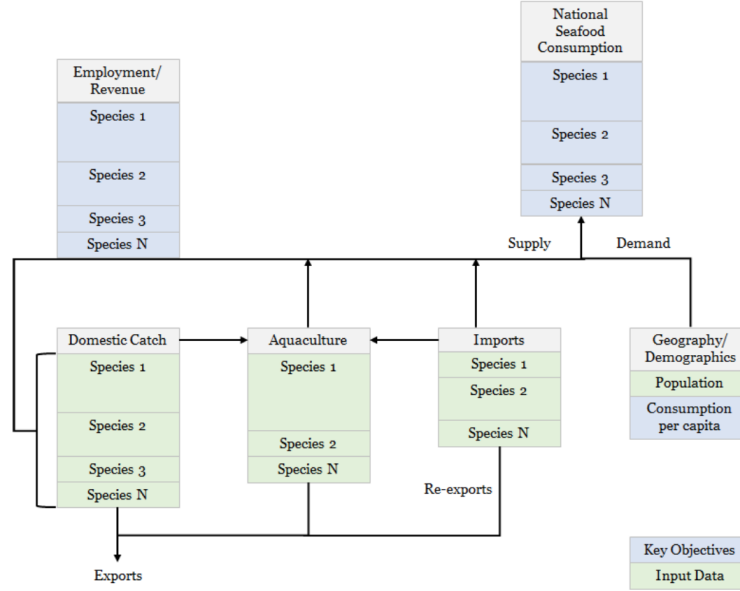 National
Seafood
Consumption
Species 1
Species 2
Species 3
Species N
Employment/
Revenue
Species 1
Species 2
Species 3
Species N
Supply
Demand
Domestic Catch
Species 1
Species 2
Species 3
Species N
Aquaculture
Species 1
Species 2
Species N
Imports
Species 1
Species 2
Species N
Geography/
Demographics
Population
Consumption
per capita
Re-exports
Exports
Key Objectives
Input Data